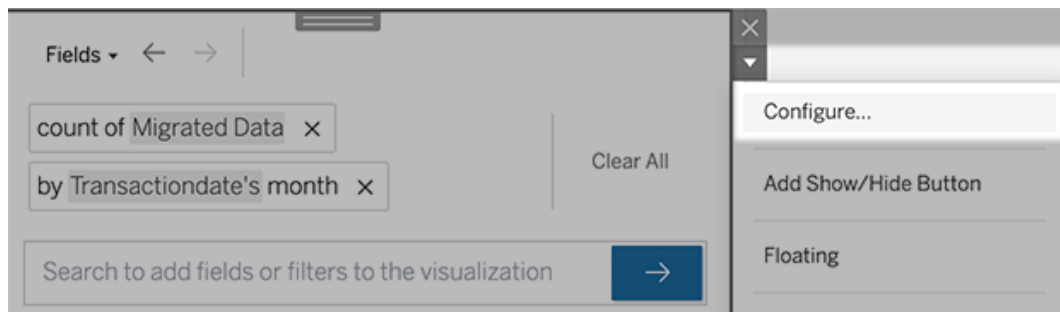 Fields
count of Migrated Data
by Transactiondate's month
Clear All
Search to add fields or filters to the visualization
Configure...
Add Show/Hide Button
Floating